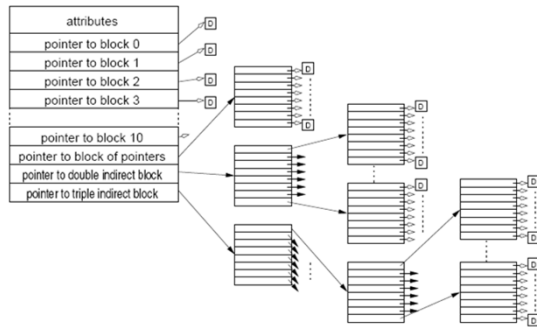 attributes
D
pointer to block 0
D
pointer to block 1
D
pointer to block 2
D
pointer to block 3
pointer to block 10
pointer to block of pointers
pointer to double indirect block
pointer to triple indirect block
D
D
D
D
D
D
D
D
D